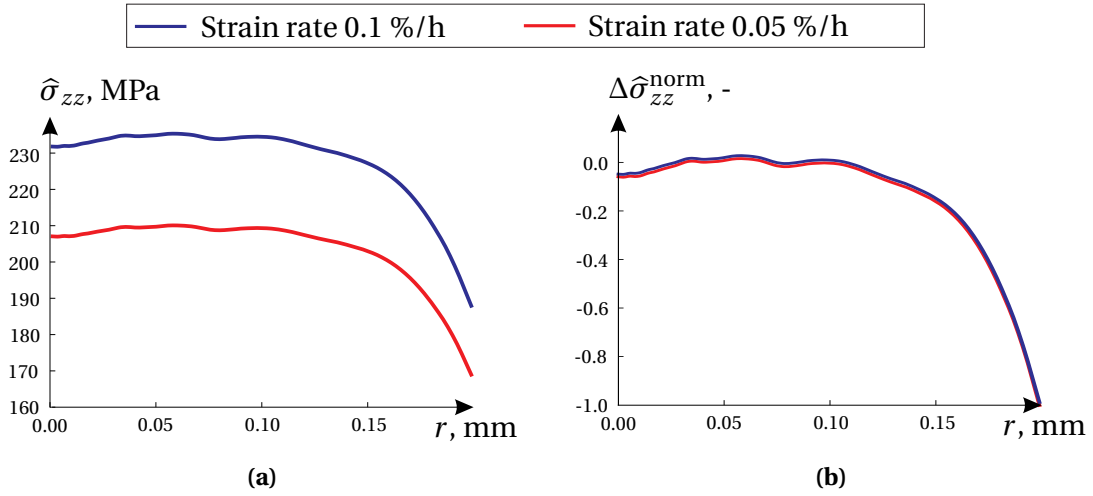 Strain rate 0.1 %/h Strain rate 0.05 %/h
σ̂zz, MPa
230
220
210
200
190
180
170
160
0.00 0.05 0.10 0.15
r, mm
(a)
Δσ̂zz^norm, -
0.0
-0.2
-0.4
-0.6
-0.8
-1.0
0.00 0.05 0.10 0.15
r, mm
(b)